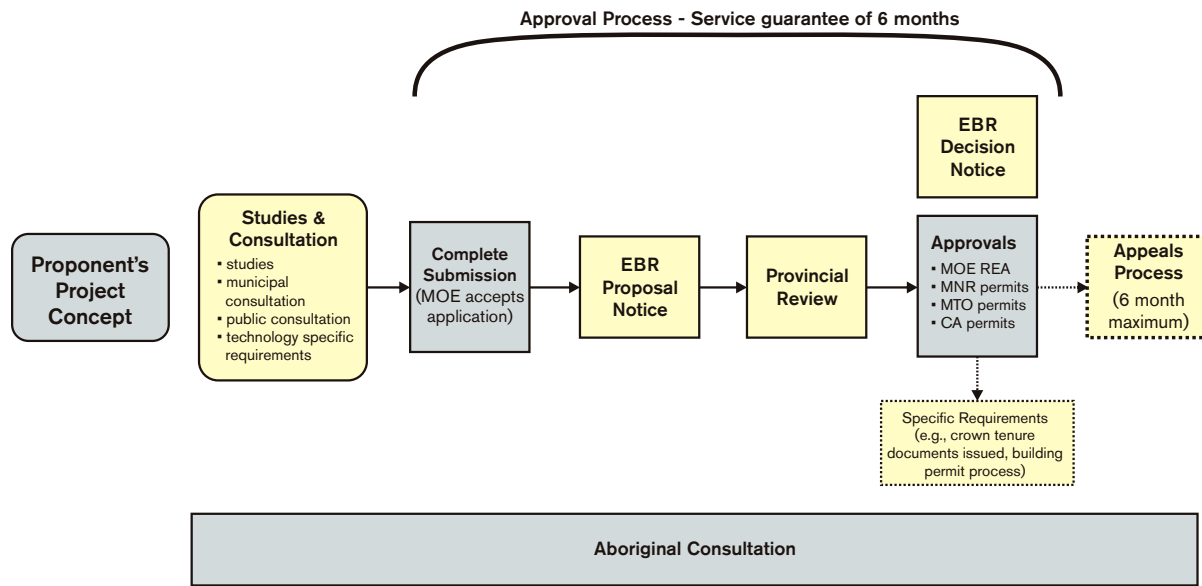 Approval Process - Service guarantee of 6 months
Proponent's
Project
Concept
Studies &
Consultation
▪ studies
▪ municipal
consultation
▪ public consultation
▪ technology specific
requirements
Complete
Submission
(MOE accepts
application)
EBR
Proposal
Notice
Provincial
Review
EBR
Decision
Notice
Approvals
▪ MOE REA
▪ MNR permits
▪ MTO permits
▪ CA permits
Appeals
Process
(6 month
maximum)
Specific Requirements
(e.g., crown tenure
documents issued, building
permit process)
Aboriginal Consultation